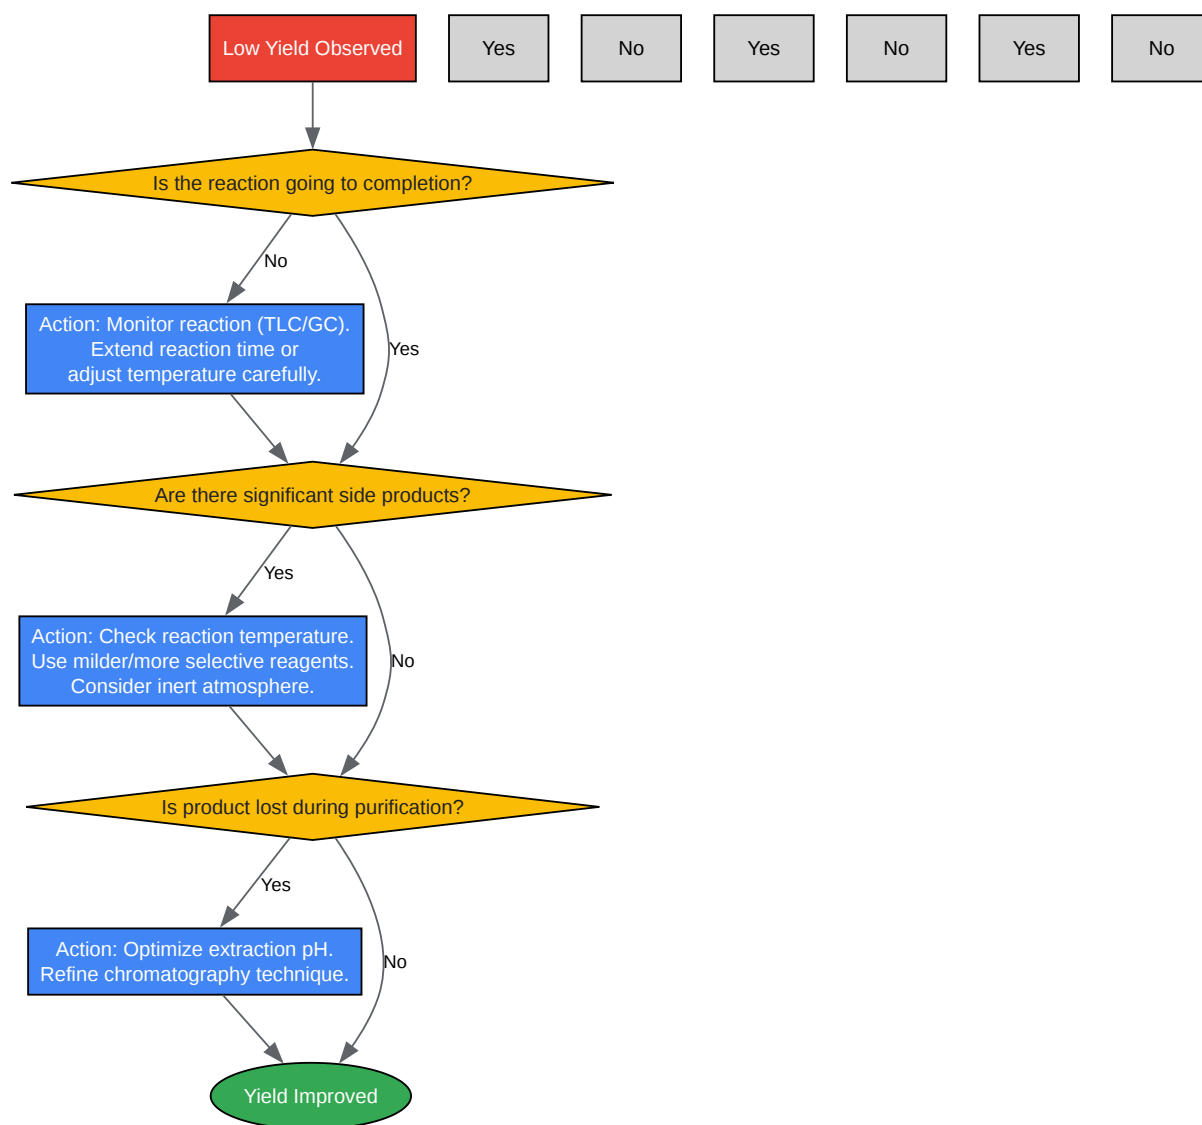 Low Yield Observed
Yes
No
Yes
No
Yes
No
Is the reaction going to completion?
No
Action: Monitor reaction (TLC/GC).
Extend reaction time or
adjust temperature carefully.
Yes
Are there significant side products?
Yes
Action: Check reaction temperature.
Use milder/more selective reagents.
Consider inert atmosphere.
No
Is product lost during purification?
Yes
Action: Optimize extraction pH.
Refine chromatography technique.
No
Yield Improved